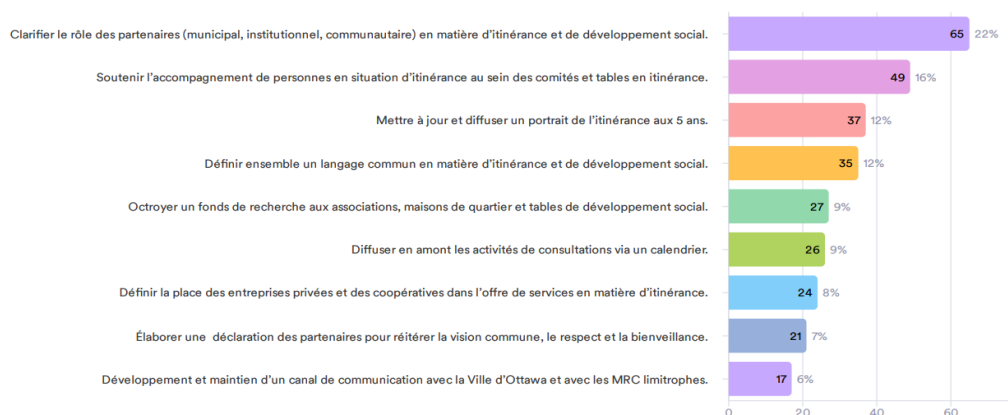 Clarifier le rôle des partenaires (municipal, institutionnel, communautaire) en matière d'itinérance et de développement social. 65 22%
Soutenir l'accompagnement de personnes en situation d'itinérance au sein des comités et tables en itinérance. 49 16%
Mettre à jour et diffuser un portrait de l'itinérance aux 5 ans. 37 12%
Définir ensemble un langage commun en matière d'itinérance et de développement social. 35 12%
Octroyer un fonds de recherche aux associations, maisons de quartier et tables de développement social. 27 9%
Diffuser en amont les activités de consultations via un calendrier. 26 9%
Définir la place des entreprises privées et des coopératives dans l'offre de services en matière d'itinérance. 24 8%
Élaborer une  déclaration des partenaires pour réitérer la vision commune, le respect et la bienveillance. 21 7%
Développement et maintien d'un canal de communication avec la Ville d'Ottawa et avec les MRC limitrophes. 17 6%
0 20 40 60